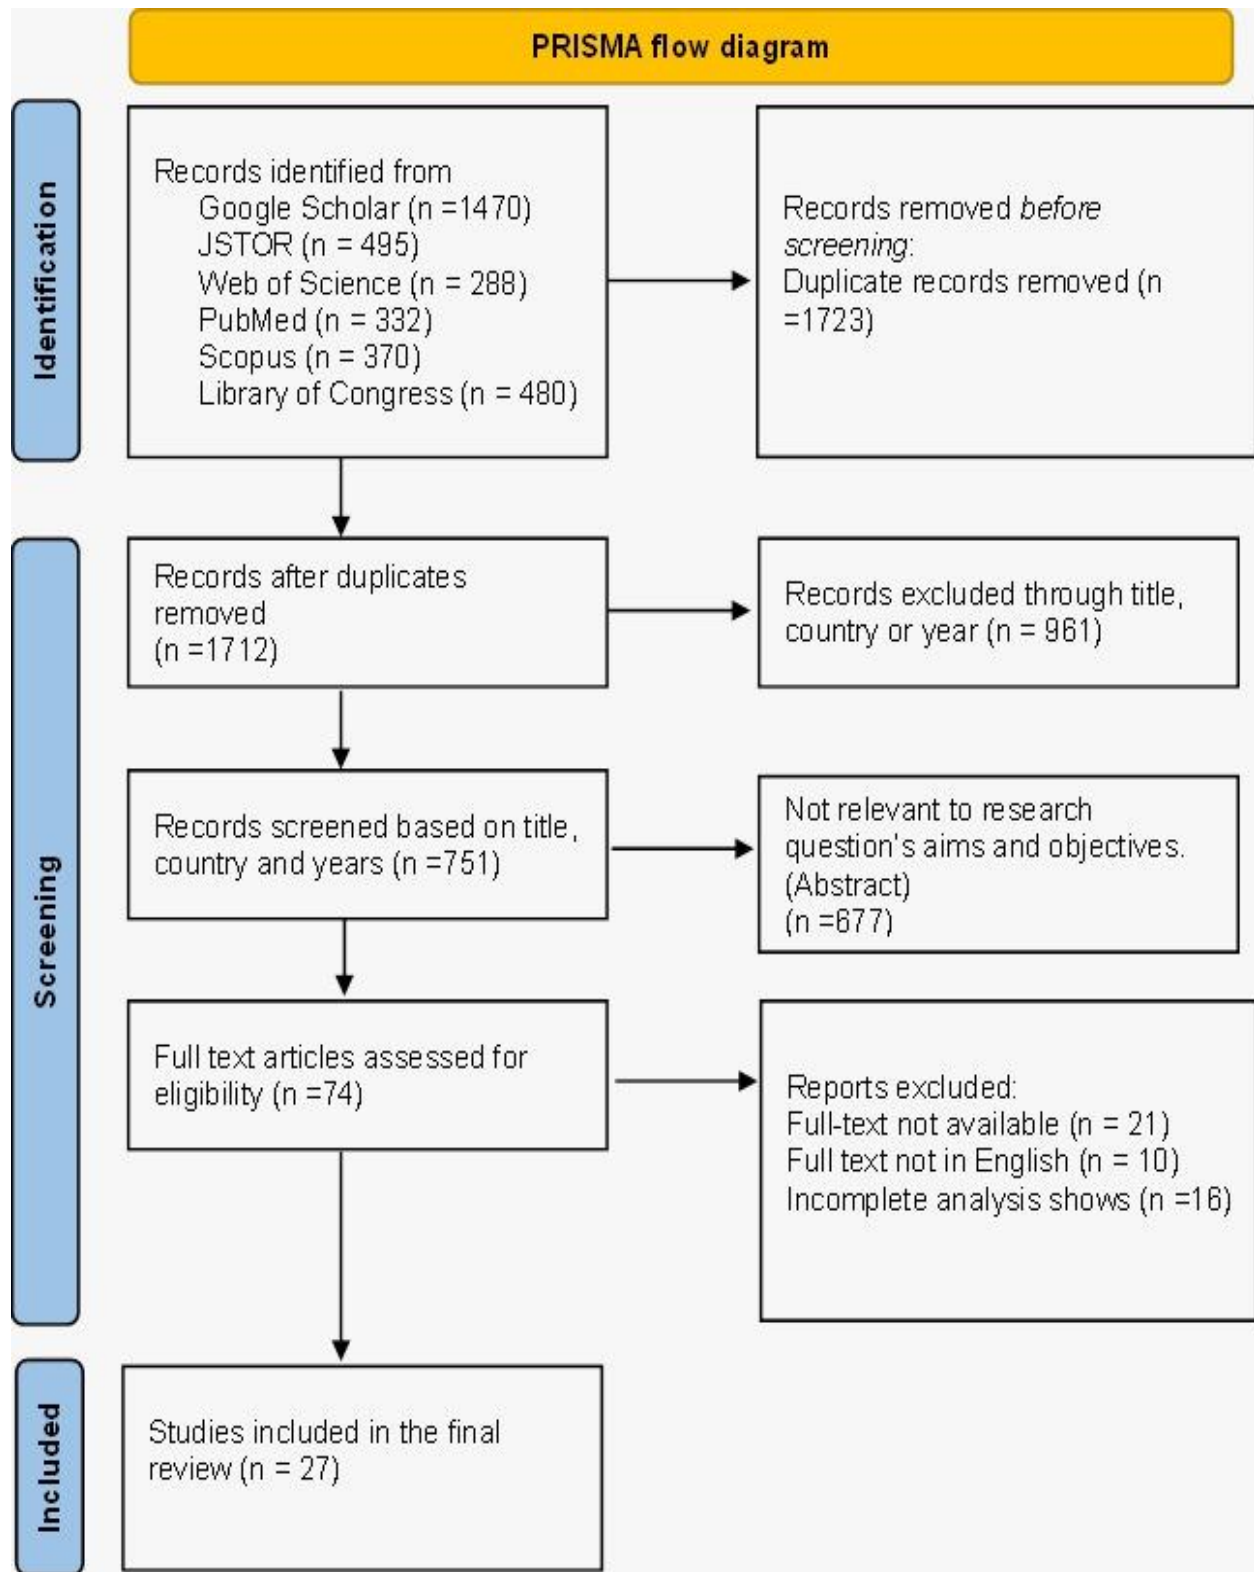 PRISMA flow diagram
Identification
Records identified from
Google Scholar (n =1470)
JSTOR (n = 495)
Web of Science (n = 288)
PubMed (n = 332)
Scopus (n = 370)
Library of Congress (n = 480)
Records removed before
screening:
Duplicate records removed (n
=1723)
Screening
Records after duplicates
removed
(n =1712)
Records excluded through title,
country or year (n = 961)
Records screened based on title,
country and years (n =751)
Not relevant to research
question's aims and objectives.
(Abstract)
(n =677)
Full text articles assessed for
eligibility (n =74)
Reports excluded:
Full-text not available (n = 21)
Full text not in English (n = 10)
Incomplete analysis shows (n =16)
Included
Studies included in the final
review (n = 27)